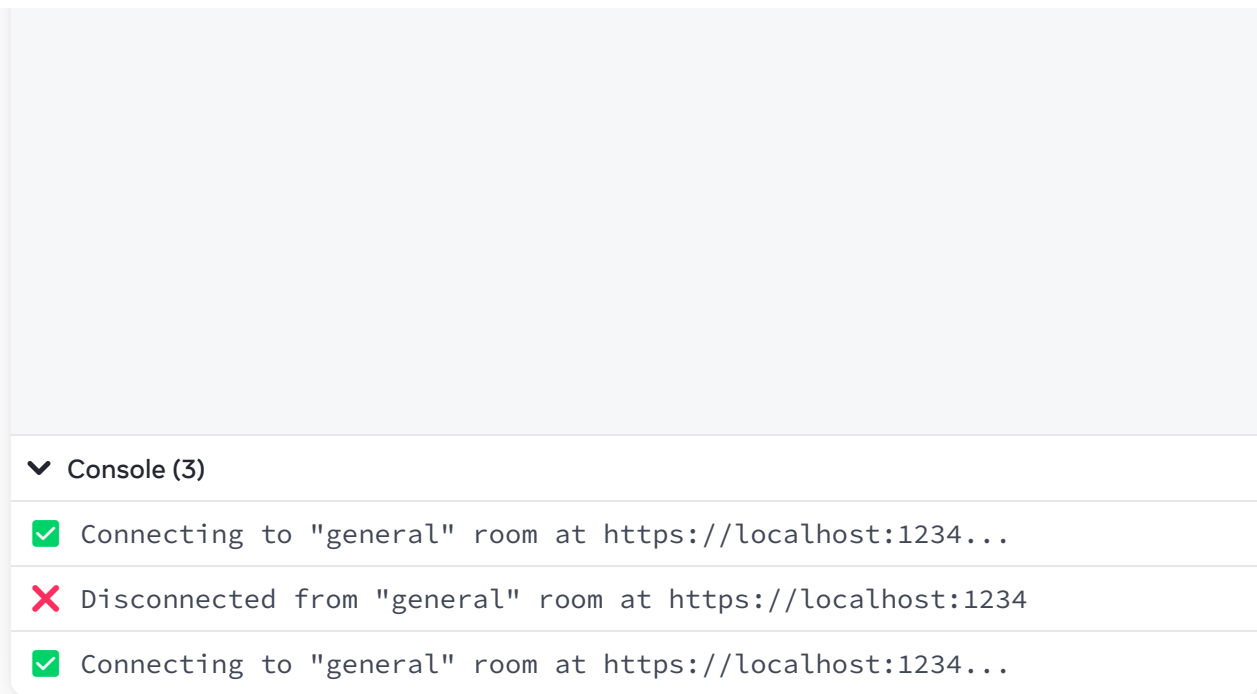 Console (3)
✅ Connecting to "general" room at https://localhost:1234...
❌ Disconnected from "general" room at https://localhost:1234
✅ Connecting to "general" room at https://localhost:1234...